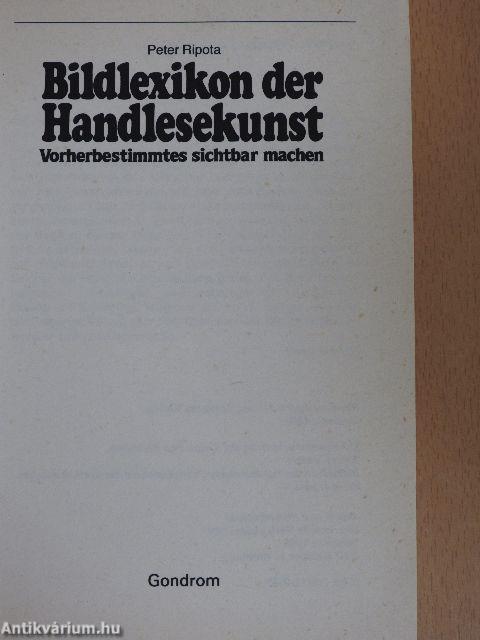 Peter Ripota
Bildlexikon der
Handlesekunst
Vorherbestimmtes sichtbar machen
Gondrom
Antikvárium.hu